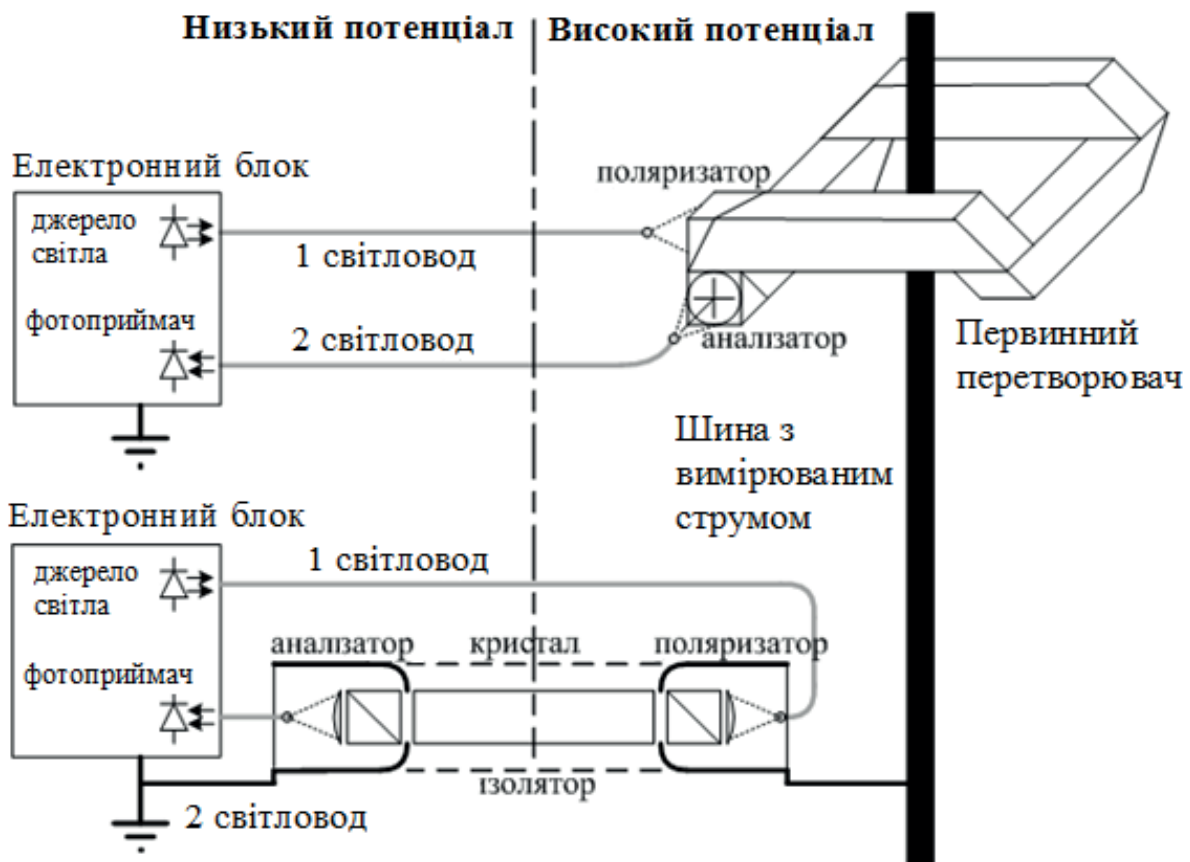 Низький потенціал
Високий потенціал
Електронний блок
поляризатор
джерело
світла
1 світловод
фотоприймач
2 світловод
аналізатор
Первинний
перетворювач
Шина з
вимірюваним
струмом
Електронний блок
1 світловод
джерело
світла
аналізатор
кристал
поляризатор
фотоприймач
ізолятор
2 світловод